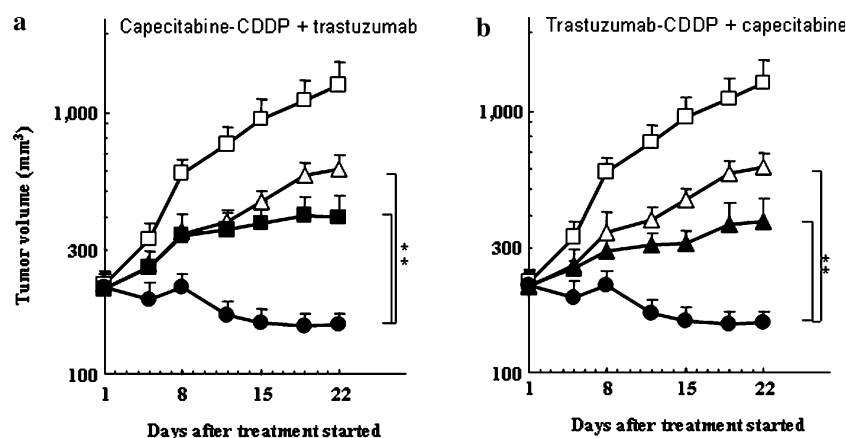 a
Capecitabine-CDDP + trastuzumab
Tumor volume (mm³)
1,000
300
100
1 8 15 22
Days after treatment started
**
b
Trastuzumab-CDDP + capecitabine
1,000
300
100
1 8 15 22
Days after treatment started
**